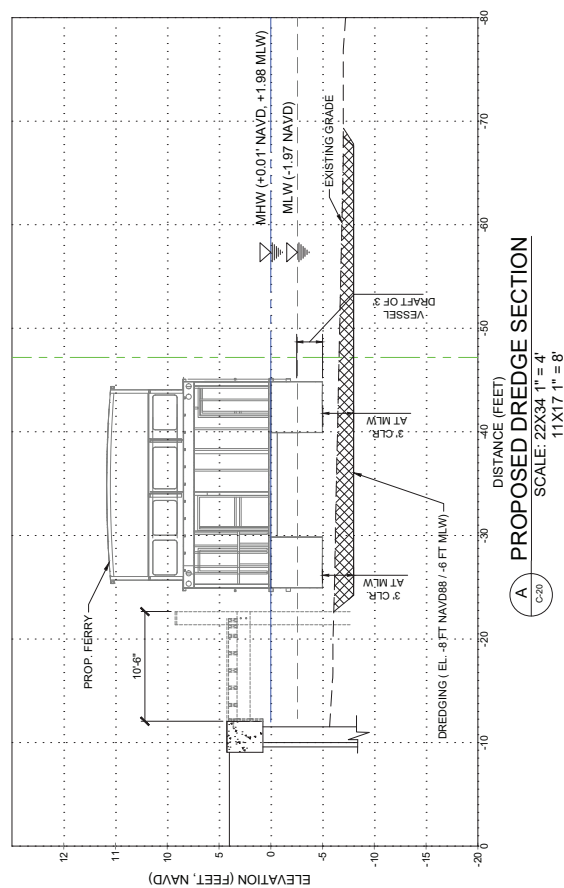 ELEVATION (FEET, NAVD)
12
11
10
5
0
-5
-10
-15
-20
0
-10
-20
-30
-40
-50
-60
-70
-80
DISTANCE (FEET)
PROP. FERRY
10'-6"
MHW (+0.01' NAVD, +1.98 MLW)
MLW (-1.97 NAVD)
EXISTING GRADE
VESSEL
DRAFT OF 3'
3' CLR.
AT MLW
3' CLR.
AT MLW
DREDGING ( EL. -8 FT NAVD88 / -6 FT MLW)
A
C-20
PROPOSED DREDGE SECTION
SCALE: 22X34 1" = 4'
11X17 1" = 8'